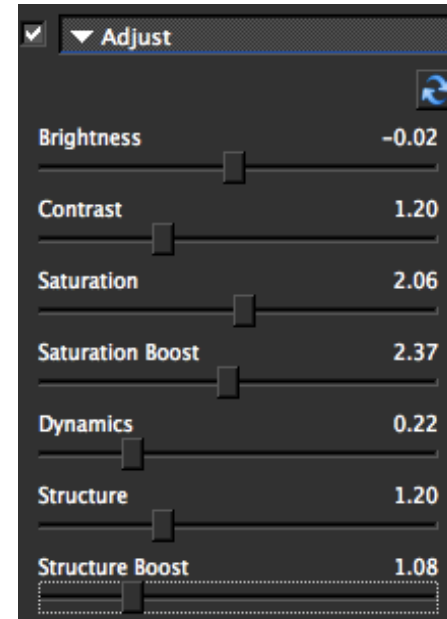 Adjust
Brightness -0.02
Contrast 1.20
Saturation 2.06
Saturation Boost 2.37
Dynamics 0.22
Structure 1.20
Structure Boost 1.08